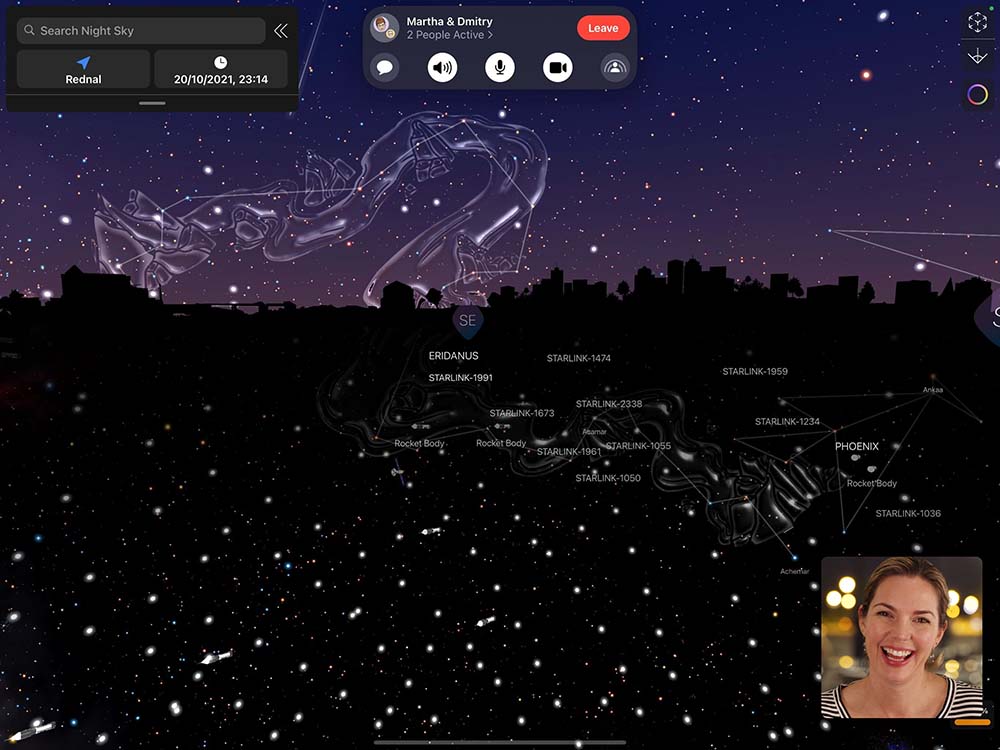 Search Night Sky
Rednal
20/10/2021, 23:14
Martha & Dmitry
2 People Active
Leave
SE
ERIDANUS
STARLINK-1991
STARLINK-1474
STARLINK-1959
Ankaa
STARLINK-1673
STARLINK-2338
STARLINK-1234
Acamar
Rocket Body
Rocket Body
STARLINK-1961
STARLINK-1055
PHOENIX
STARLINK-1050
Rocket Body
STARLINK-1036
Achernar